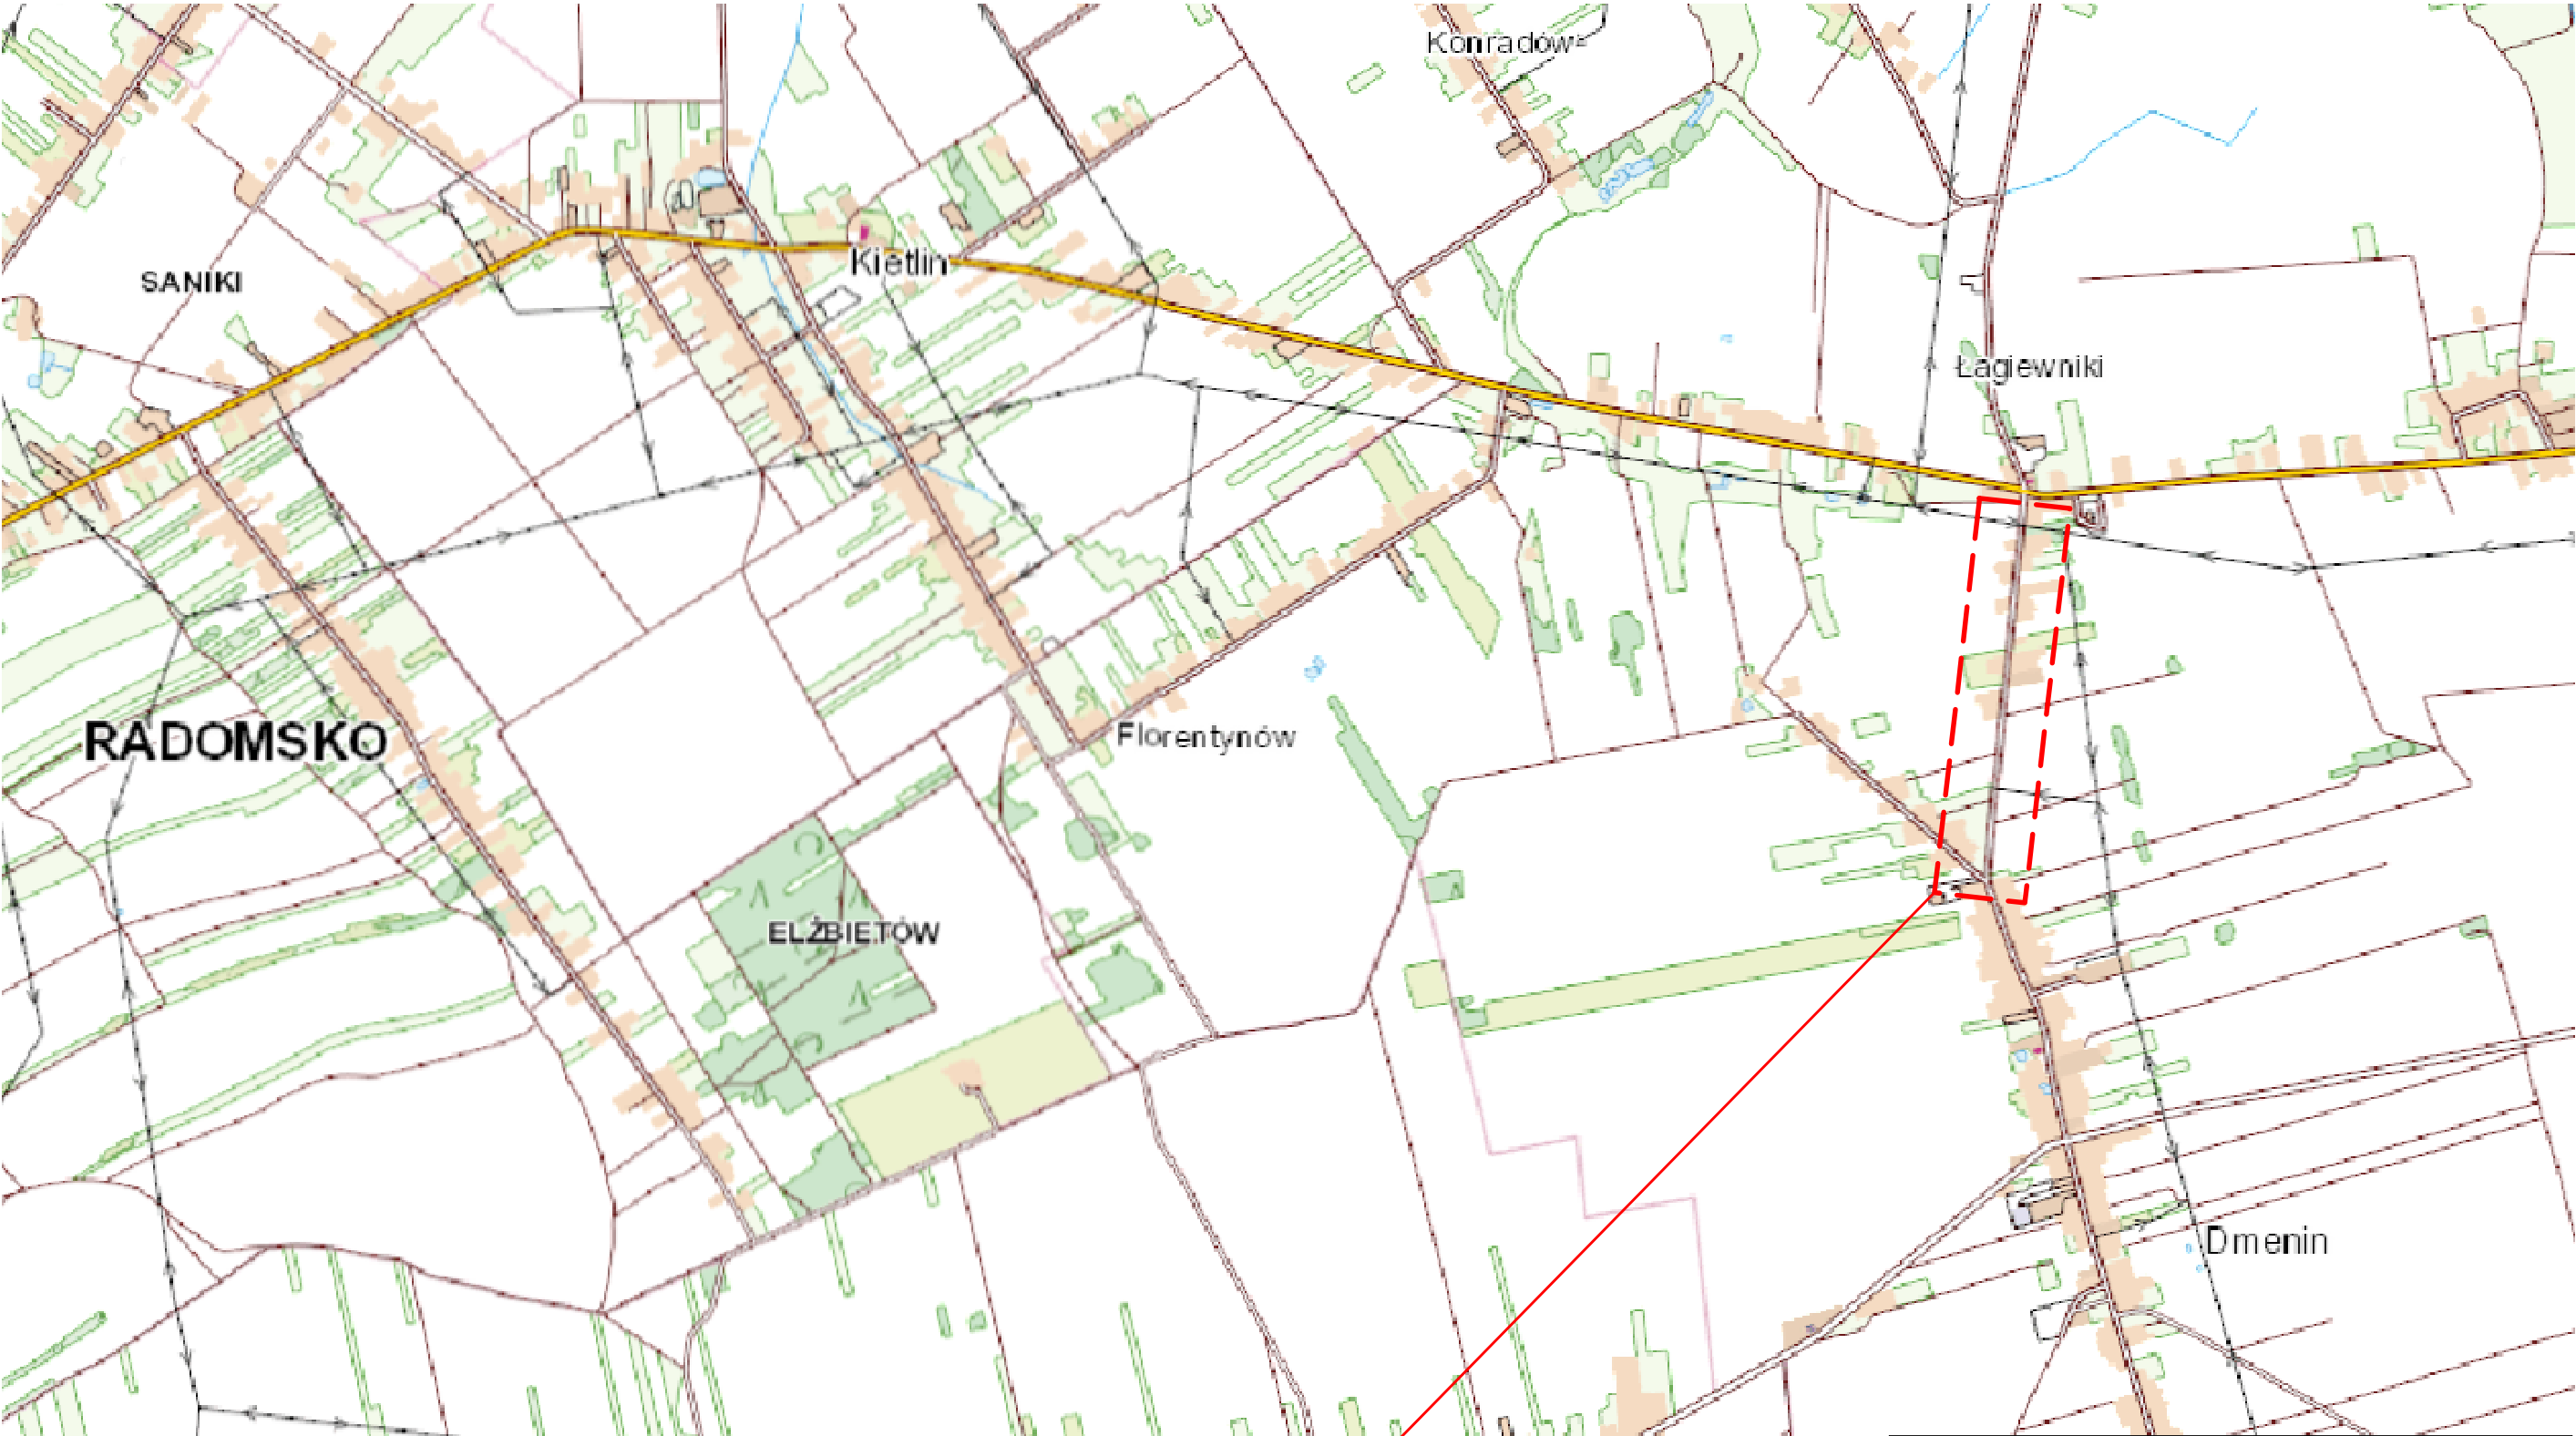 Konradów
Kietlin
SANIKI
Łagiewniki
RADOMSKO
Florentynów
ELŻBIETÓW
Dmenin